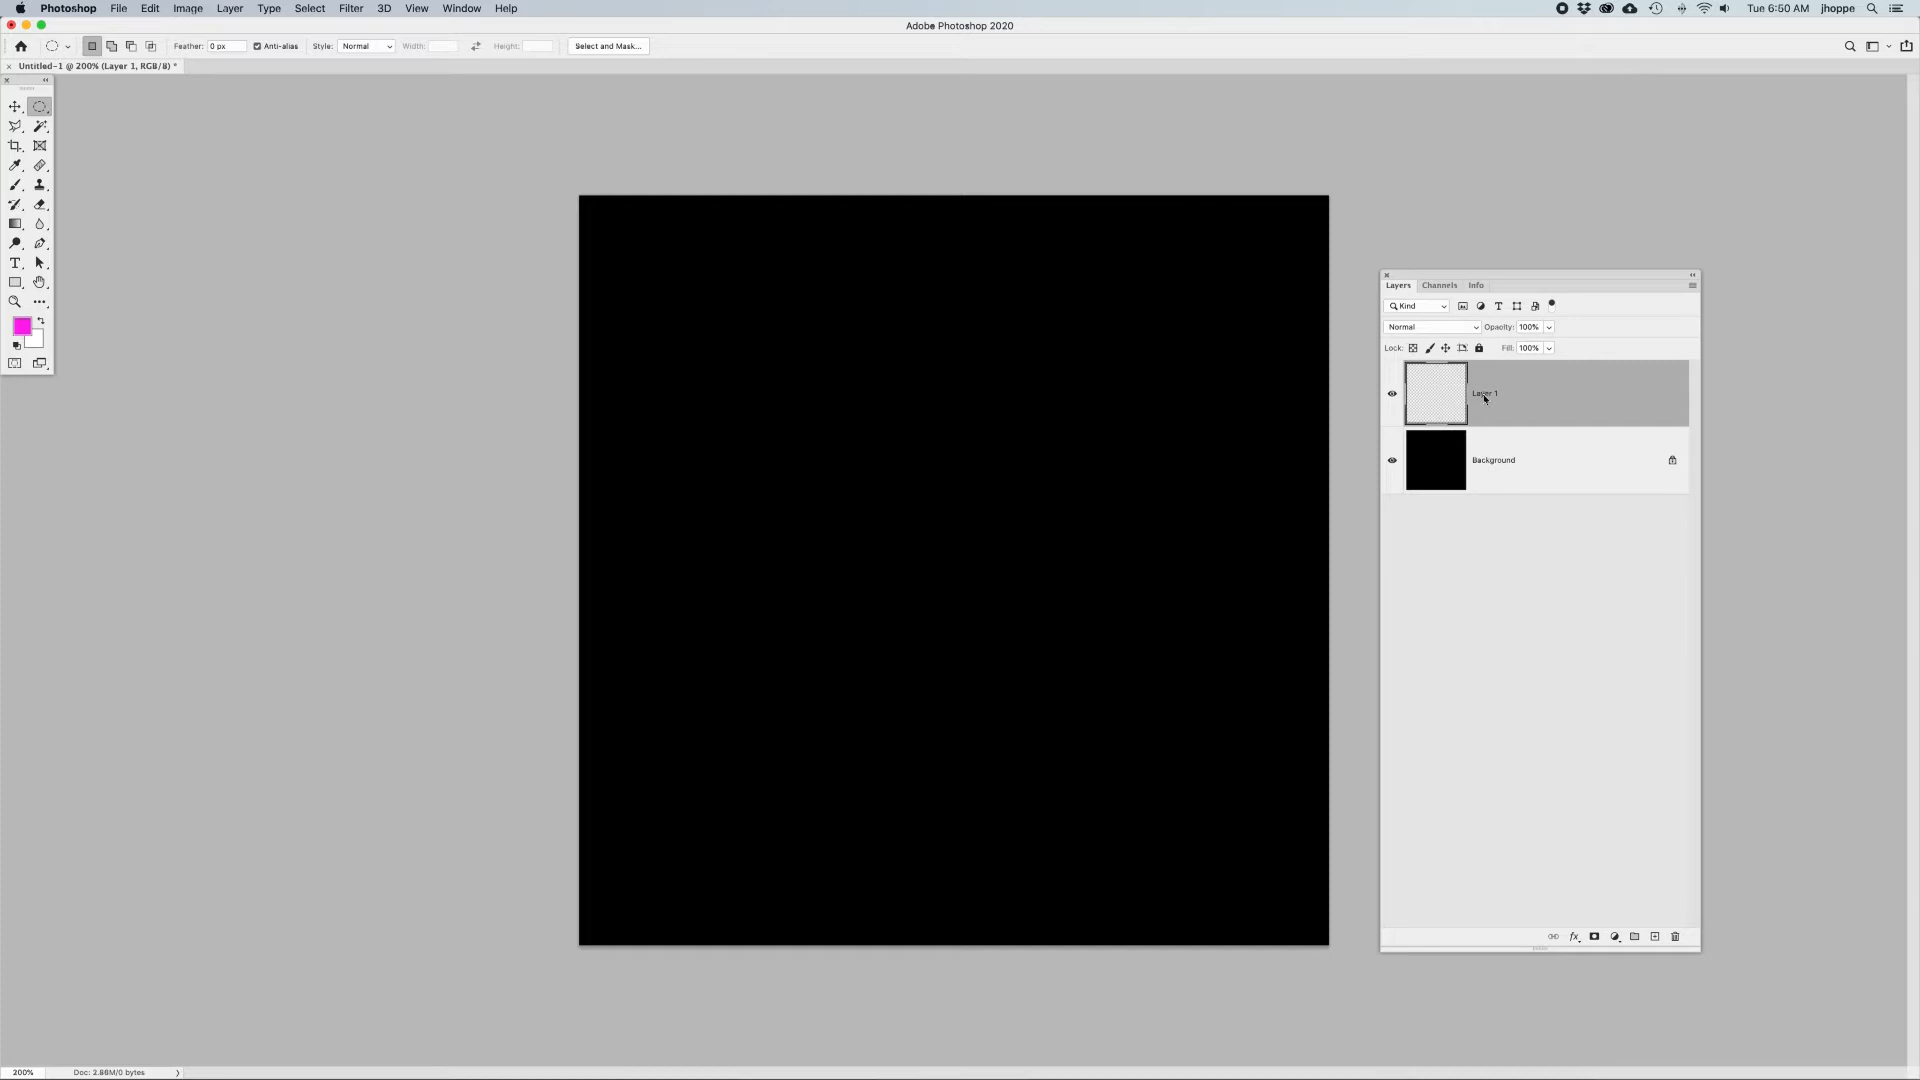 Photoshop File Edit Image Layer Type Select Filter 3D View Window Help Tue 6:50 AM jhoppe
Adobe Photoshop 2020
Feather: 0 px Anti-alias Style: Normal Width: Height: Select and Mask...
Untitled-1 @ 200% (Layer 1, RGB/8) *
Layers Channels Info
Kind
Normal Opacity: 100%
Lock: Fill: 100%
Layer 1
Background
fx
200% Doc: 2.86M/0 bytes